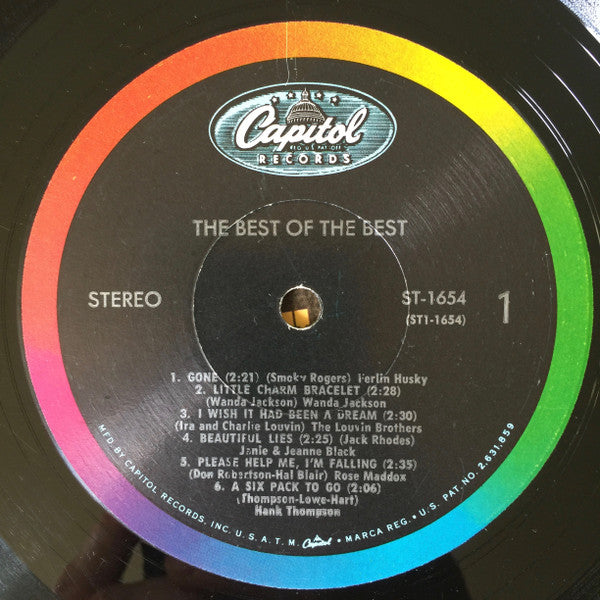 Capitol
REG. U.S. PAT. OFF.
RECORDS
THE BEST OF THE BEST
STEREO
ST-1654
(ST1-1654)
1
1. GONE (2:21) (Smoky Rogers) Ferlin Husky
2. LITTLE CHARM BRACELET (2:28)
(Wanda Jackson) Wanda Jackson
3. I WISH IT HAD BEEN A DREAM (2:30)
(Ira and Charlie Louvin) The Louvin Brothers
4. BEAUTIFUL LIES (2:25) (Jack Rhodes)
Janie & Jeanne Black
5. PLEASE HELP ME, I'M FALLING (2:35)
(Don Robertson-Hal Blair) Rose Maddox
6. A SIX PACK TO GO (2:06)
(Thompson-Lowe-Hart)
Hank Thompson
MFD. BY CAPITOL RECORDS, INC. U.S.A. T.M. Capitol MARCA REG. • U.S. PAT. NO. 2,631,859